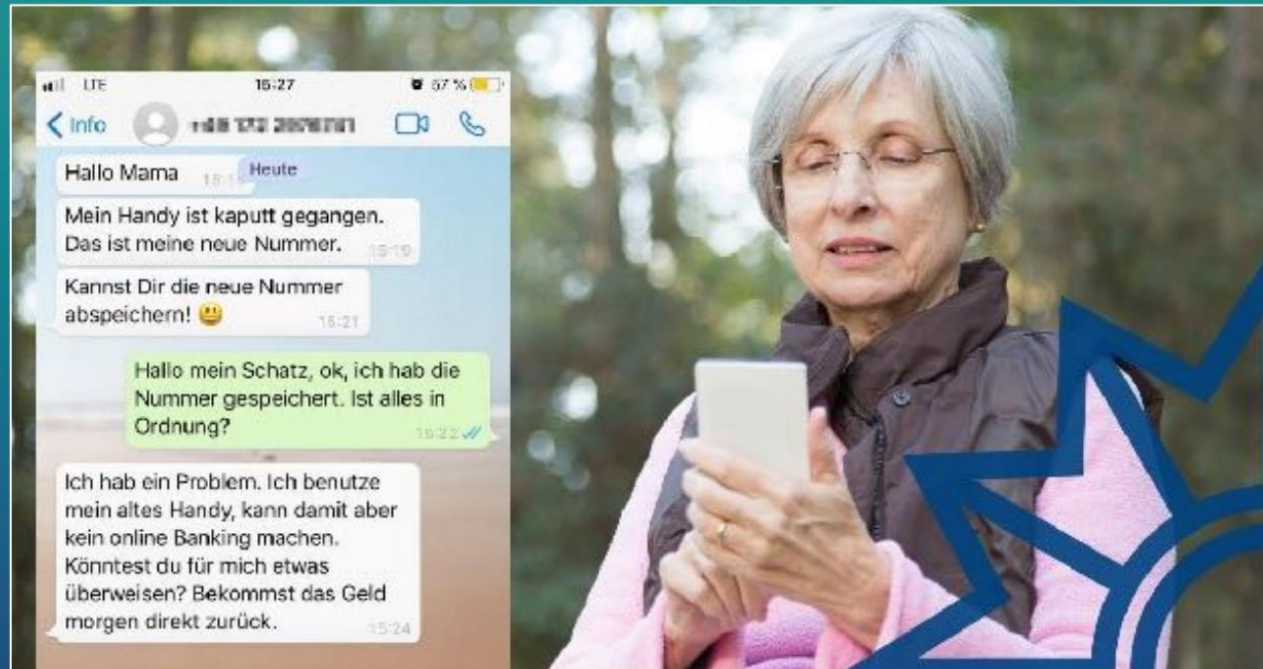 LTE
15:27
57 %
Info
Hallo Mama
Heute
Mein Handy ist kaputt gegangen.
Das ist meine neue Nummer.
15:19
Kannst Dir die neue Nummer
abspeichern! 😃
15:21
Hallo mein Schatz, ok, ich hab die
Nummer gespeichert. Ist alles in
Ordnung?
15:22
Ich hab ein Problem. Ich benutze
mein altes Handy, kann damit aber
kein online Banking machen.
Könntest du für mich etwas
überweisen? Bekommst das Geld
morgen direkt zurück.
15:24